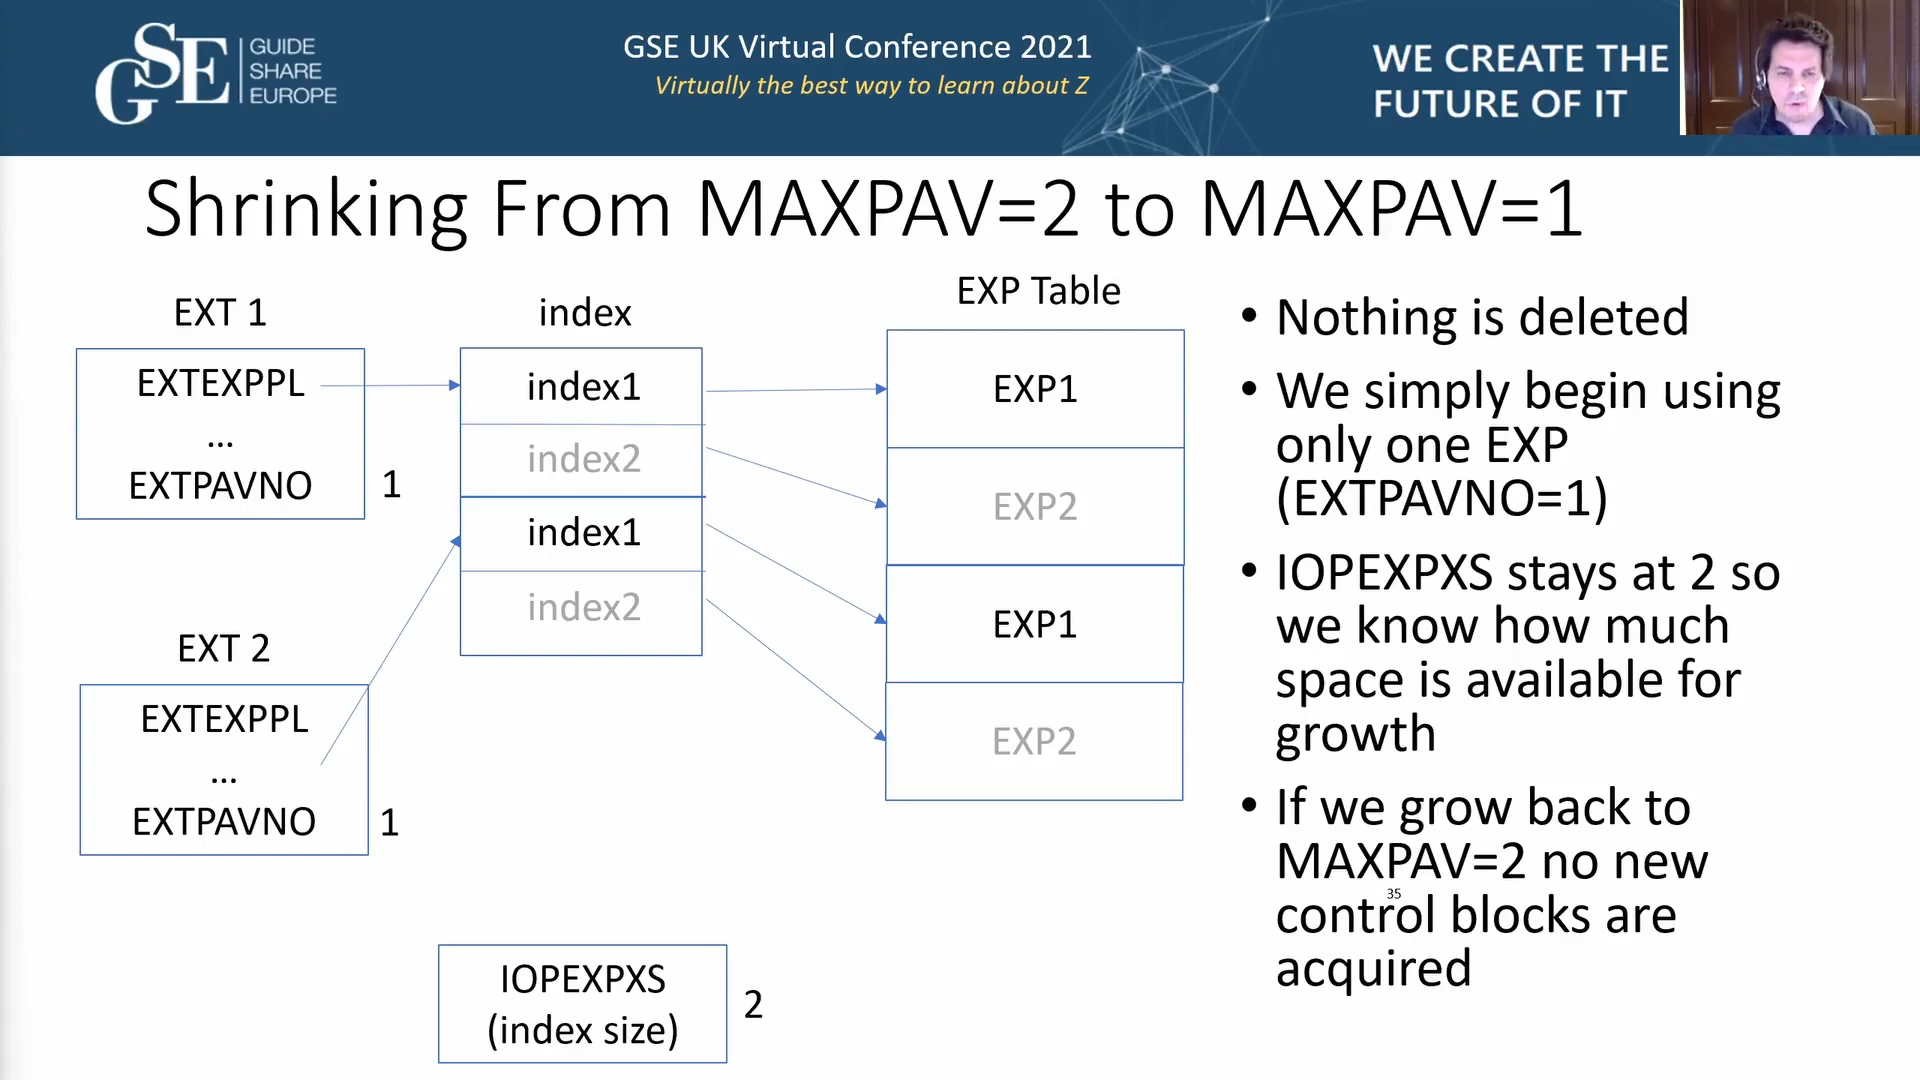 GSE
GUIDE
SHARE
EUROPE
GSE UK Virtual Conference 2021
Virtually the best way to learn about Z
WE CREATE THE
FUTURE OF IT
Shrinking From MAXPAV=2 to MAXPAV=1
EXT 1
EXTEXPPL
...
EXTPAVNO
1
EXT 2
EXTEXPPL
...
EXTPAVNO
1
index
index1
index2
index1
index2
IOPEXPXS
(index size)
2
EXP Table
EXP1
EXP2
EXP1
EXP2
• Nothing is deleted
• We simply begin using
only one EXP
(EXTPAVNO=1)
• IOPEXPXS stays at 2 so
we know how much
space is available for
growth
• If we grow back to
MAXPAV=2 no new
control blocks are
acquired
35